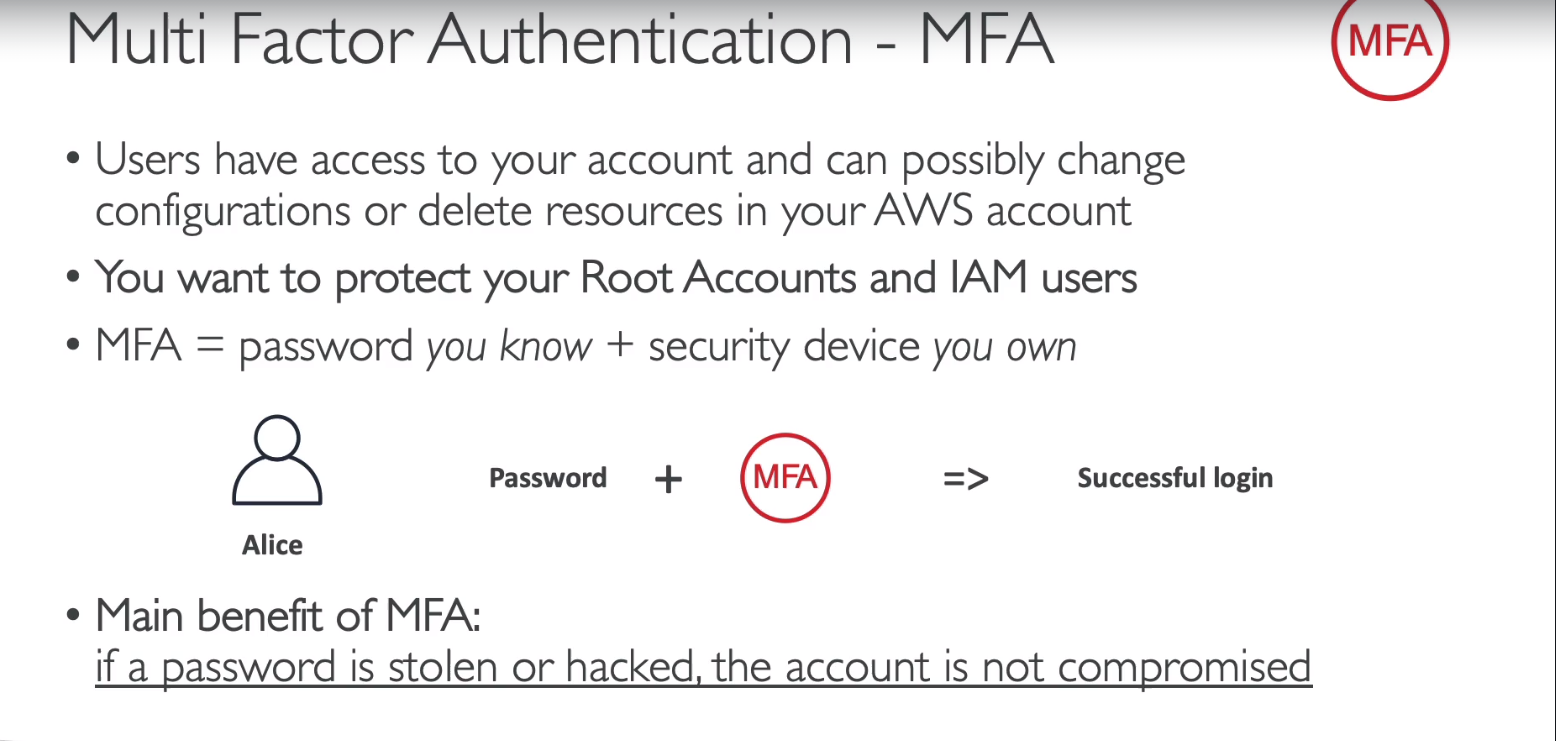 Multi Factor Authentication - MFA
MFA
• Users have access to your account and can possibly change
configurations or delete resources in your AWS account
• You want to protect your Root Accounts and IAM users
• MFA = password you know + security device you own
Password + MFA => Successful login
Alice
• Main benefit of MFA:
if a password is stolen or hacked, the account is not compromised